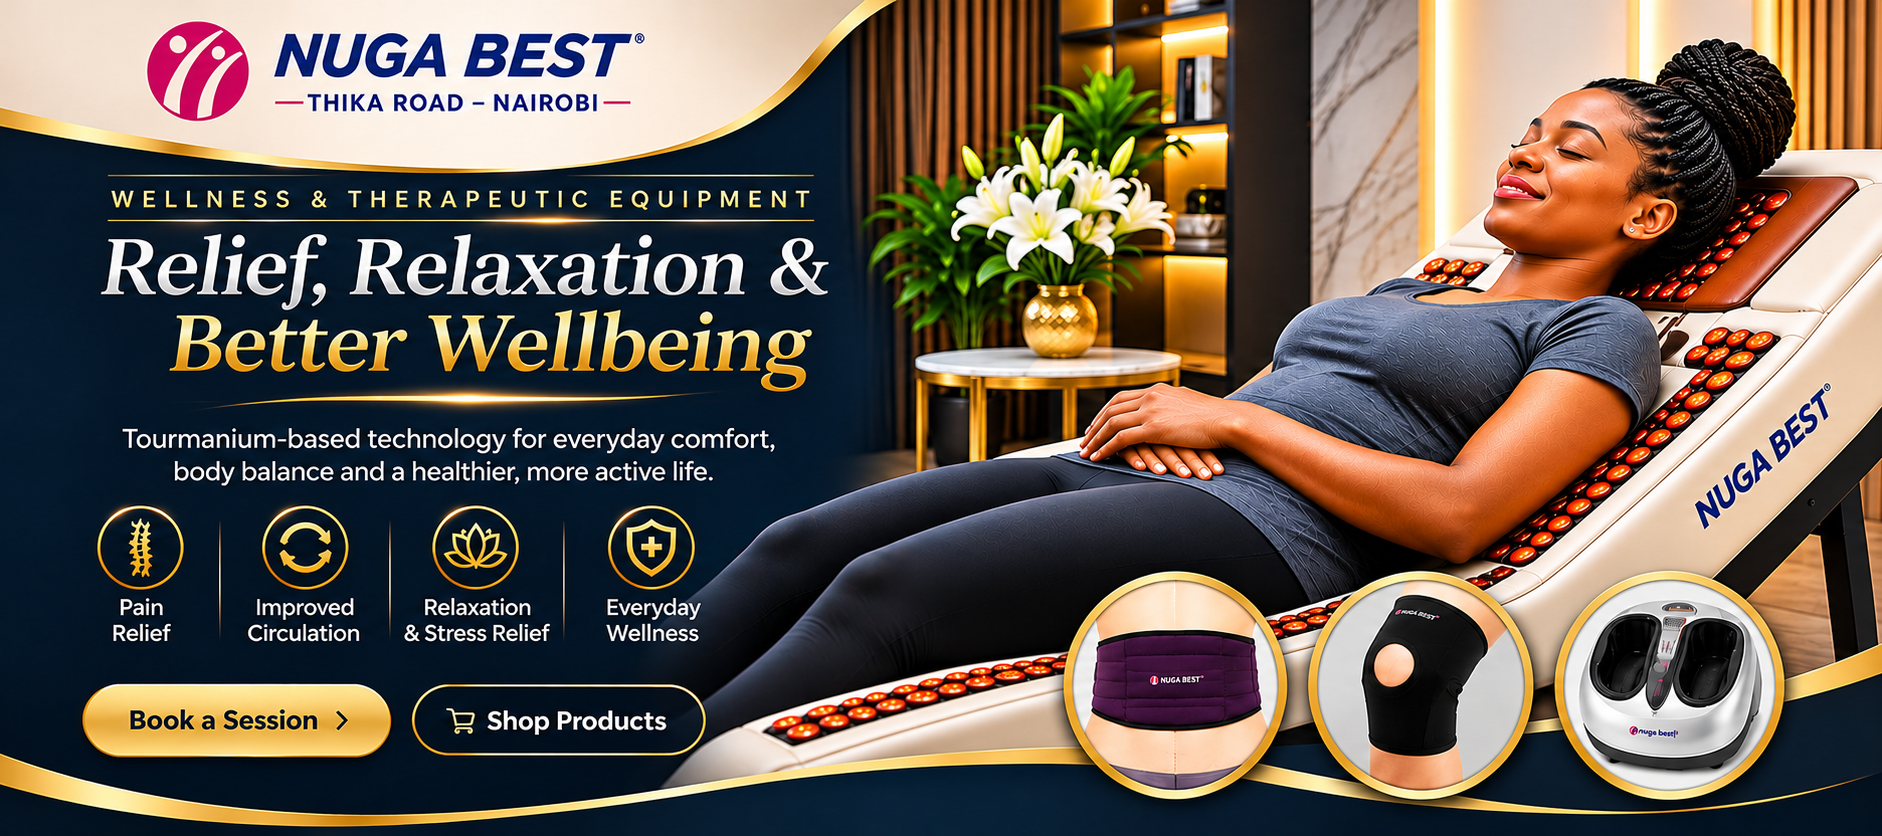 NUGA BEST®
THIKA ROAD – NAIROBI
WELLNESS & THERAPEUTIC EQUIPMENT
Relief, Relaxation &
Better Wellbeing
Tourmanium-based technology for everyday comfort,
body balance and a healthier, more active life.
Pain
Relief
Improved
Circulation
Relaxation
& Stress Relief
Everyday
Wellness
Book a Session
Shop Products
NUGA BEST®
NUGA BEST
NUGA BEST
nuga best